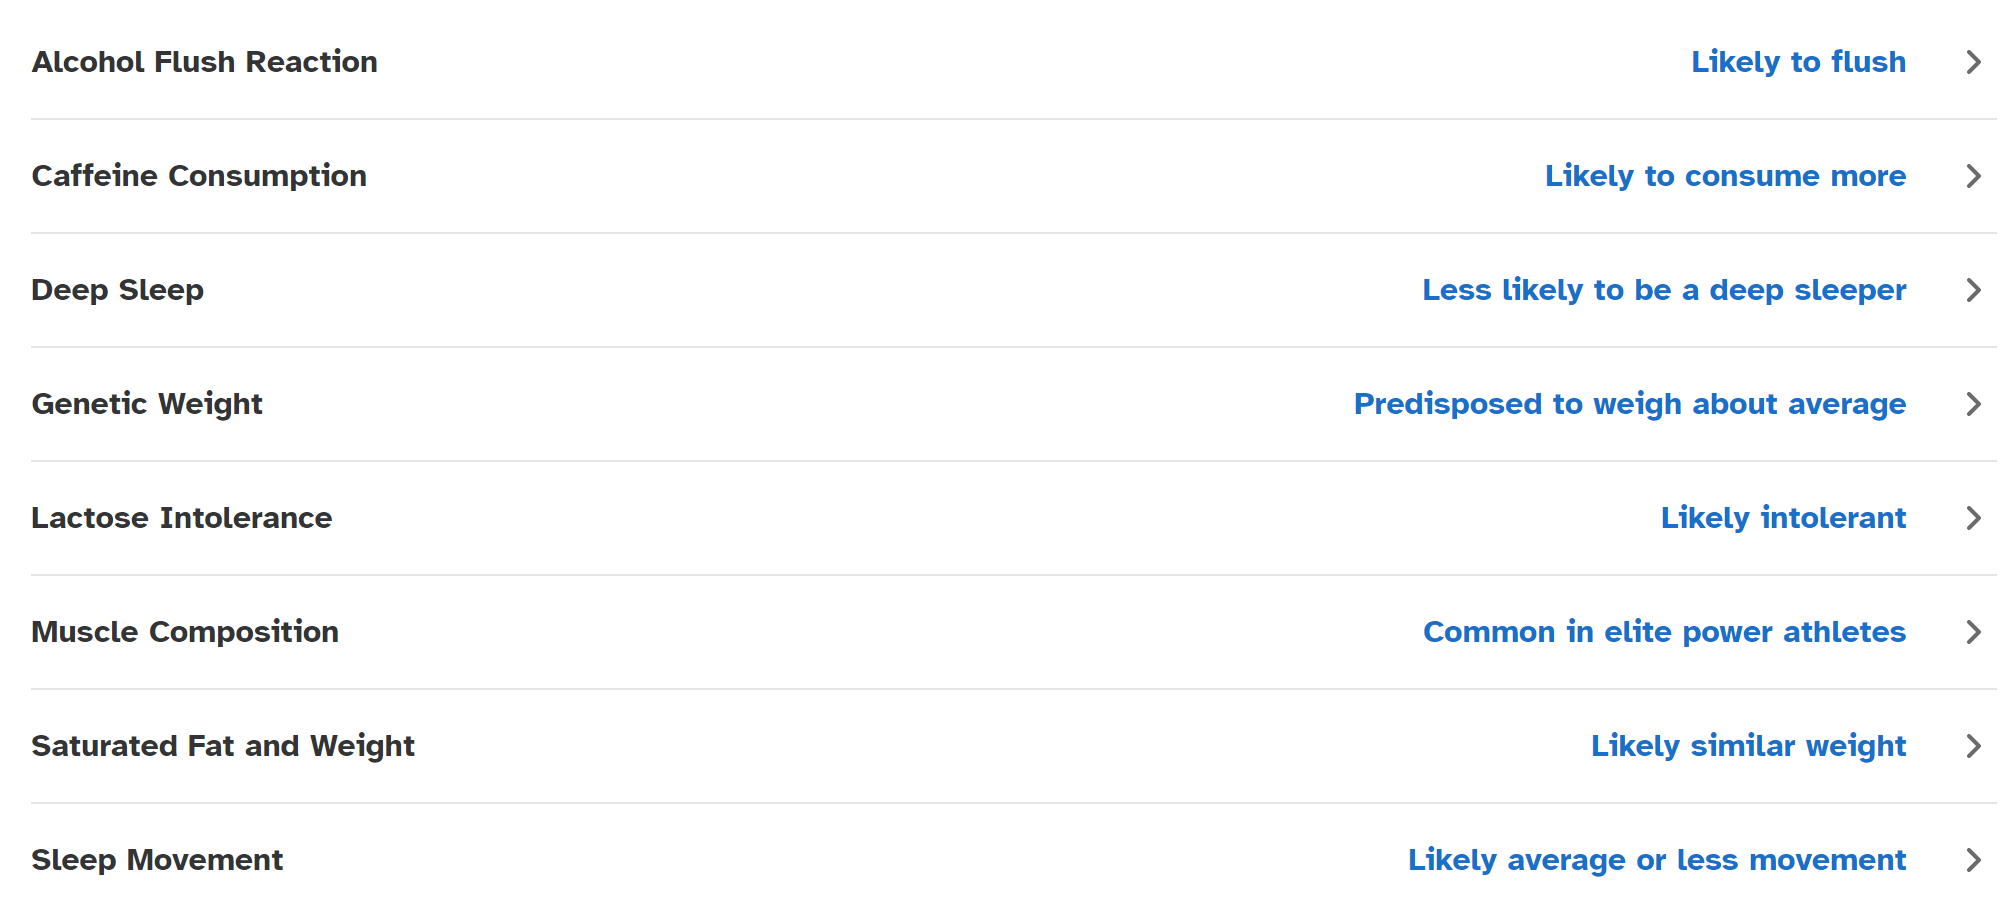 Alcohol Flush Reaction Likely to flush
Caffeine Consumption Likely to consume more
Deep Sleep Less likely to be a deep sleeper
Genetic Weight Predisposed to weigh about average
Lactose Intolerance Likely intolerant
Muscle Composition Common in elite power athletes
Saturated Fat and Weight Likely similar weight
Sleep Movement Likely average or less movement